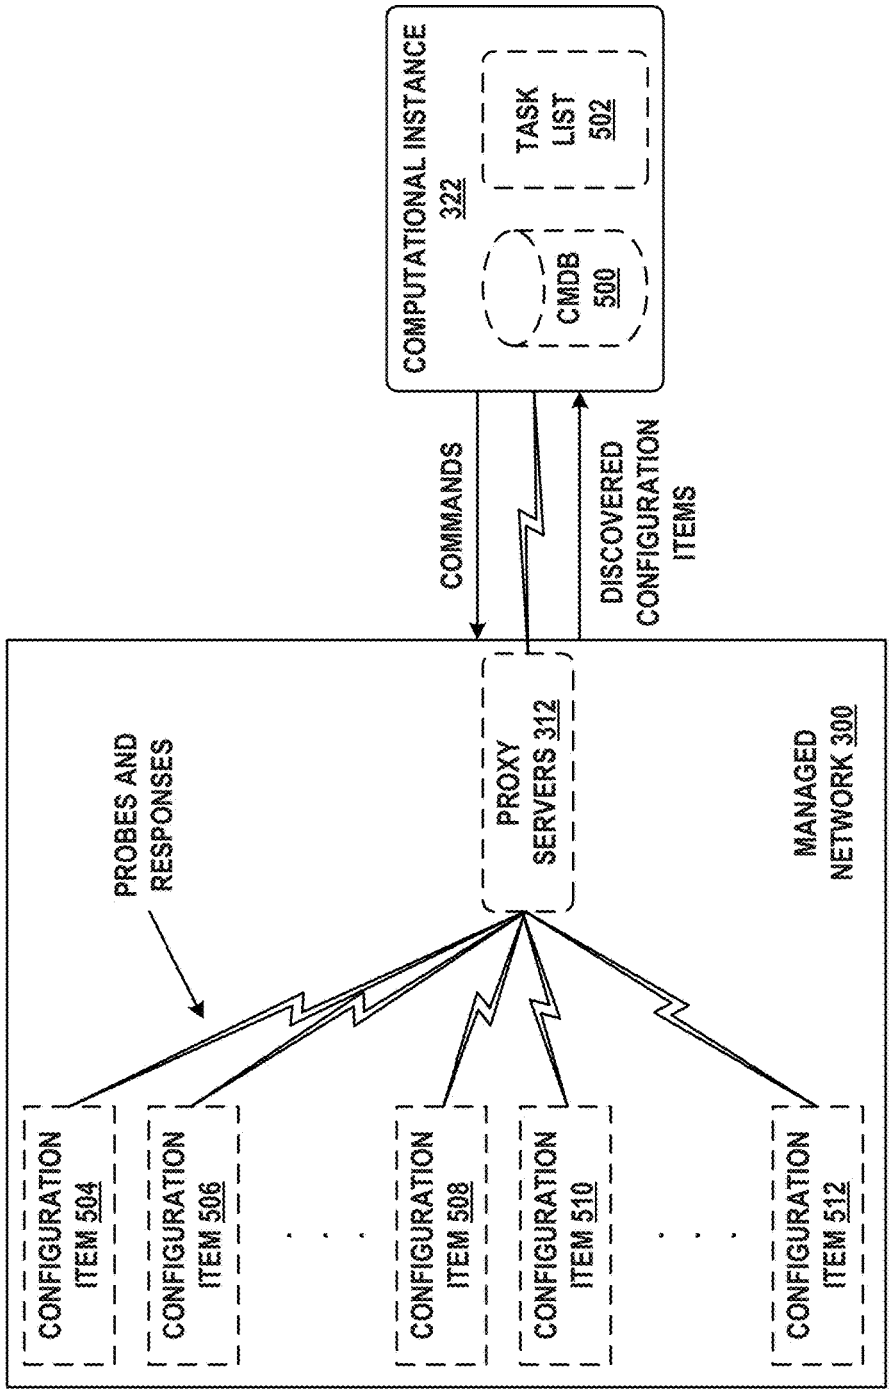 COMPUTATIONAL INSTANCE
322
CMDB
500
TASK
LIST
502
COMMANDS
DISCOVERED
CONFIGURATION
ITEMS
PROBES AND
RESPONSES
PROXY
SERVERS 312
MANAGED
NETWORK 300
CONFIGURATION
ITEM 504
CONFIGURATION
ITEM 506
CONFIGURATION
ITEM 508
CONFIGURATION
ITEM 510
CONFIGURATION
ITEM 512